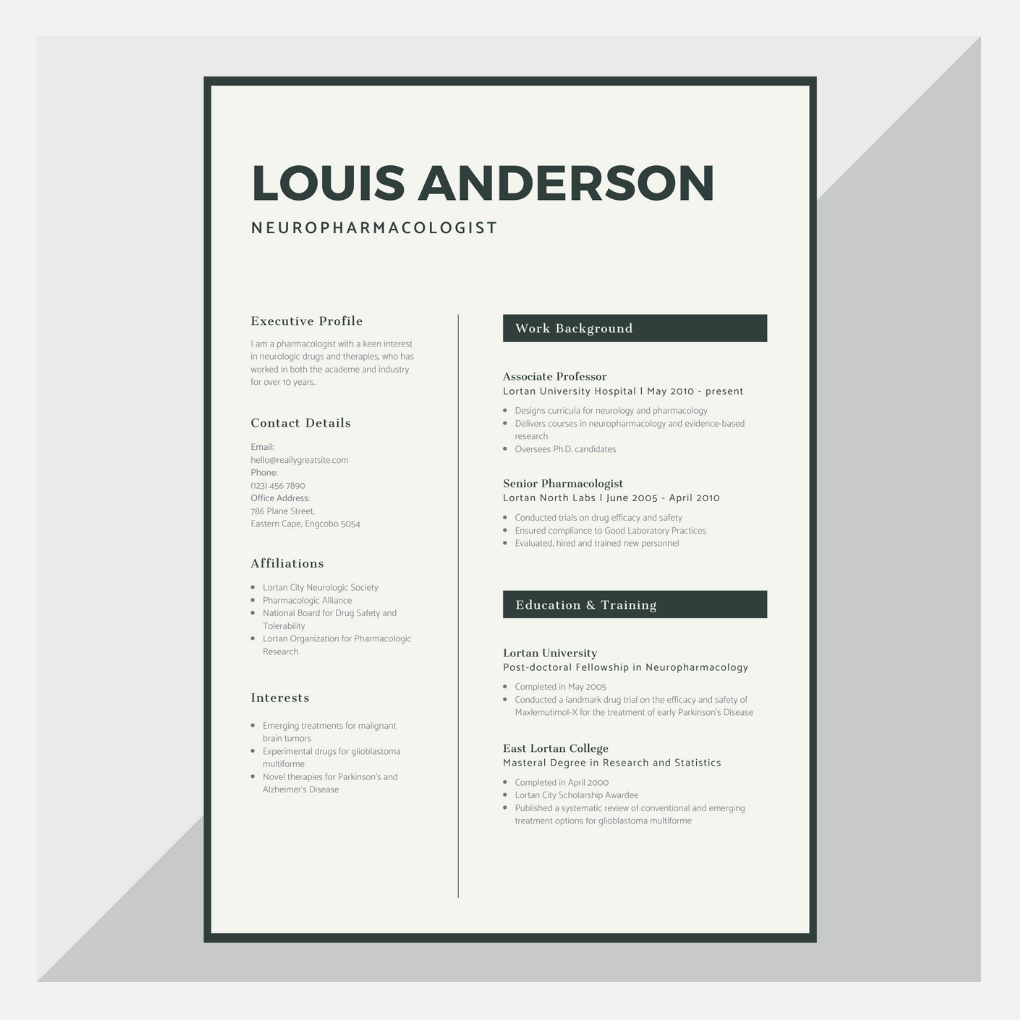 LOUIS ANDERSON
NEUROPHARMACOLOGIST
Executive Profile
I am a pharmacologist with a keen interest
in neurologic drugs and therapies, who has
worked in both the academe and industry
for over 10 years.
Contact Details
Email:
hello@reallygreatsite.com
Phone:
(123) 456 7890
Office Address:
786 Plane Street,
Eastern Cape, Engcobo 5054
Affiliations
• Lortan City Neurologic Society
• Pharmacologic Alliance
• National Board for Drug Safety and
Tolerability
• Lortan Organization for Pharmacologic
Research
Interests
• Emerging treatments for malignant
brain tumors
• Experimental drugs for glioblastoma
multiforme
• Novel therapies for Parkinson's and
Alzheimer's Disease
Work Background
Associate Professor
Lortan University Hospital | May 2010 - present
• Designs curricula for neurology and pharmacology
• Delivers courses in neuropharmacology and evidence-based
research
• Oversees Ph.D. candidates
Senior Pharmacologist
Lortan North Labs | June 2005 - April 2010
• Conducted trials on drug efficacy and safety
• Ensured compliance to Good Laboratory Practices
• Evaluated, hired and trained new personnel
Education & Training
Lortan University
Post-doctoral Fellowship in Neuropharmacology
• Completed in May 2005
• Conducted a landmark drug trial on the efficacy and safety of
Maxlemutimol-X for the treatment of early Parkinson's Disease
East Lortan College
Masteral Degree in Research and Statistics
• Completed in April 2000
• Lortan City Scholarship Awardee
• Published a systematic review of conventional and emerging
treatment options for glioblastoma multiforme